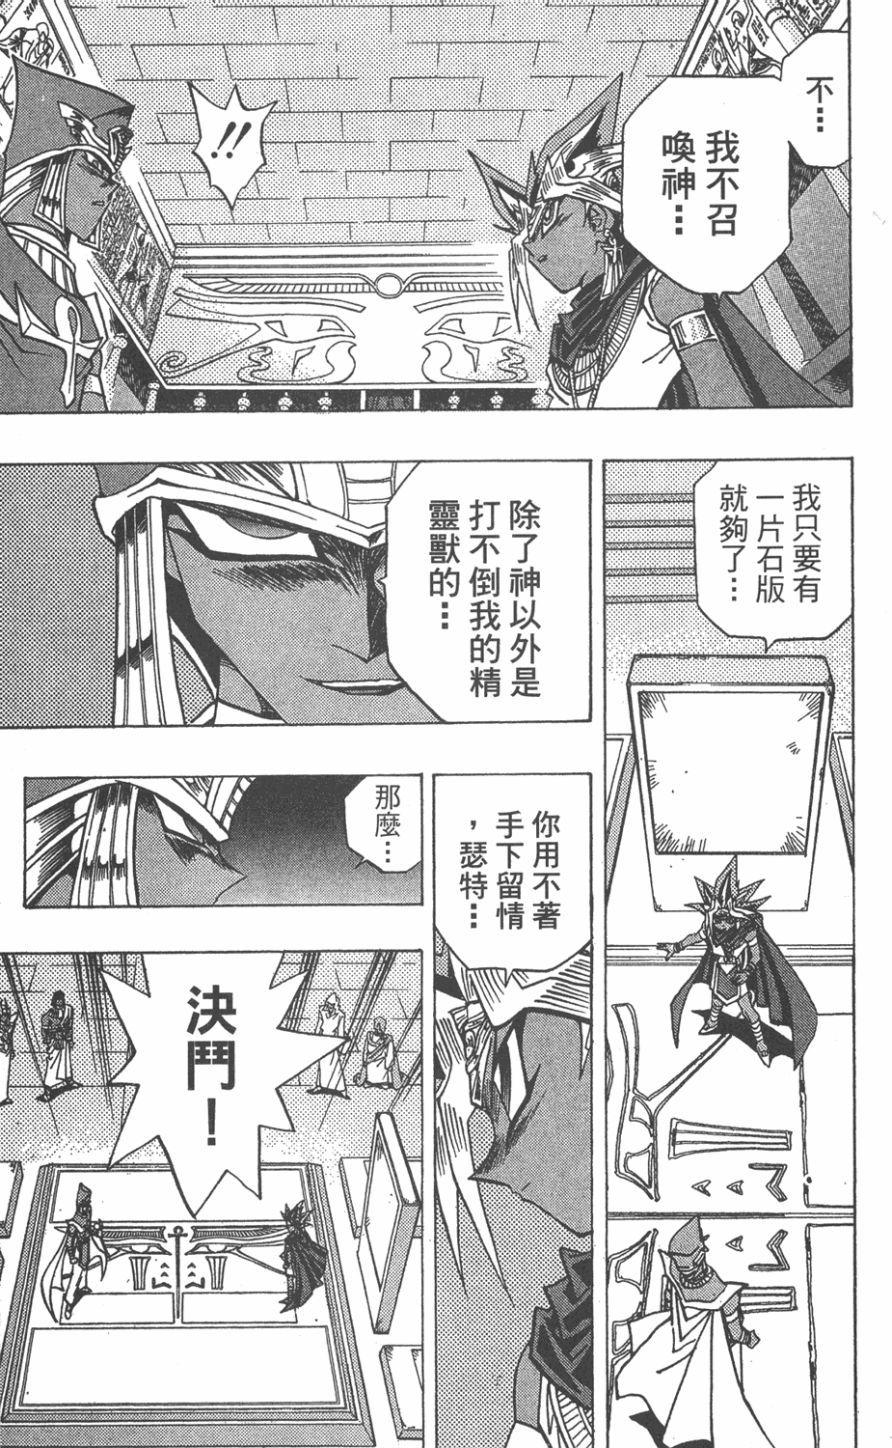 不…
我不召
喚神…
!!
我只要有
一片石版
就夠了…
除了神以外是
打不倒我的精
靈獸的…
你用不著
手下留情
，瑟特…
那麼…
決鬥！